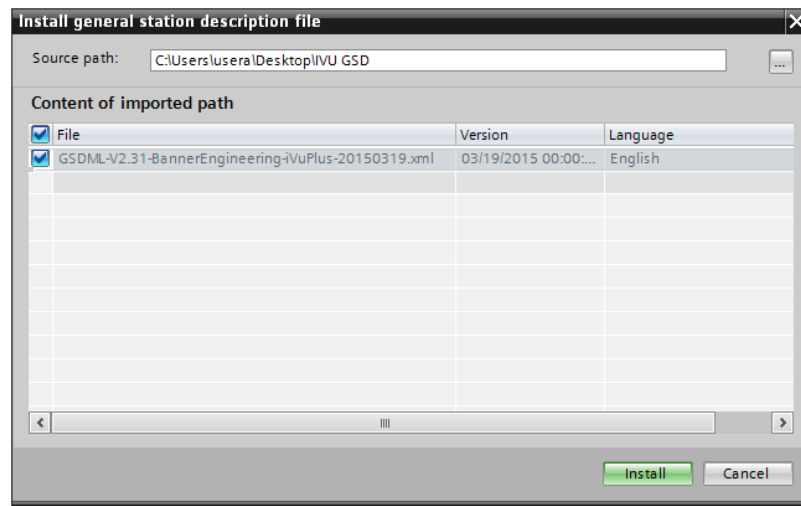 Install general station description file
Source path: C:\Users\usera\Desktop\IVU GSD ...
Content of imported path
File Version Language
GSDML-V2.31-BannerEngineering-iVuPlus-20150319.xml 03/19/2015 00:00:... English
Install Cancel